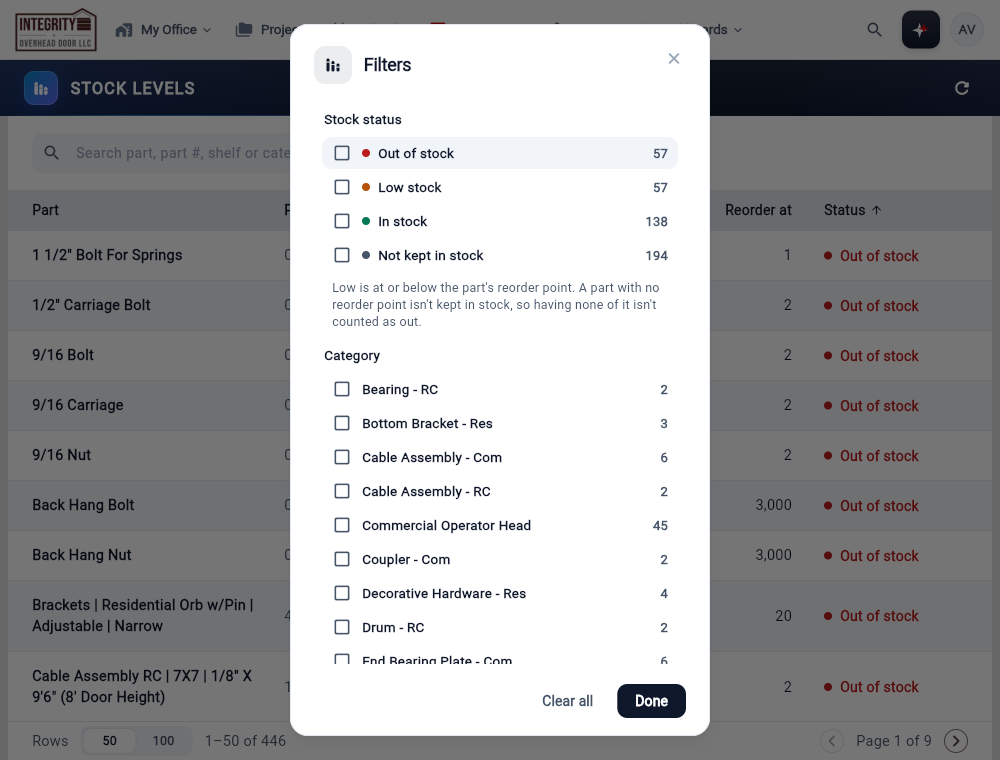 INTEGRITY
OVERHEAD DOOR LLC
My Office
AV
STOCK LEVELS
Search part, part #, shelf or cate
Part
Reorder at
Status
1 1/2" Bolt For Springs
1
Out of stock
1/2" Carriage Bolt
2
Out of stock
9/16 Bolt
2
Out of stock
9/16 Carriage
2
Out of stock
9/16 Nut
2
Out of stock
Back Hang Bolt
3,000
Out of stock
Back Hang Nut
3,000
Out of stock
Brackets | Residential Orb w/Pin |
Adjustable | Narrow
20
Out of stock
Cable Assembly RC | 7X7 | 1/8" X
9'6" (8' Door Height)
2
Out of stock
Rows
50
100
1–50 of 446
Page 1 of 9
Filters
Stock status
Out of stock
57
Low stock
57
In stock
138
Not kept in stock
194
Low is at or below the part's reorder point. A part with no
reorder point isn't kept in stock, so having none of it isn't
counted as out.
Category
Bearing - RC
2
Bottom Bracket - Res
3
Cable Assembly - Com
6
Cable Assembly - RC
2
Commercial Operator Head
45
Coupler - Com
2
Decorative Hardware - Res
4
Drum - RC
2
End Bearing Plate - Com
6
Clear all
Done